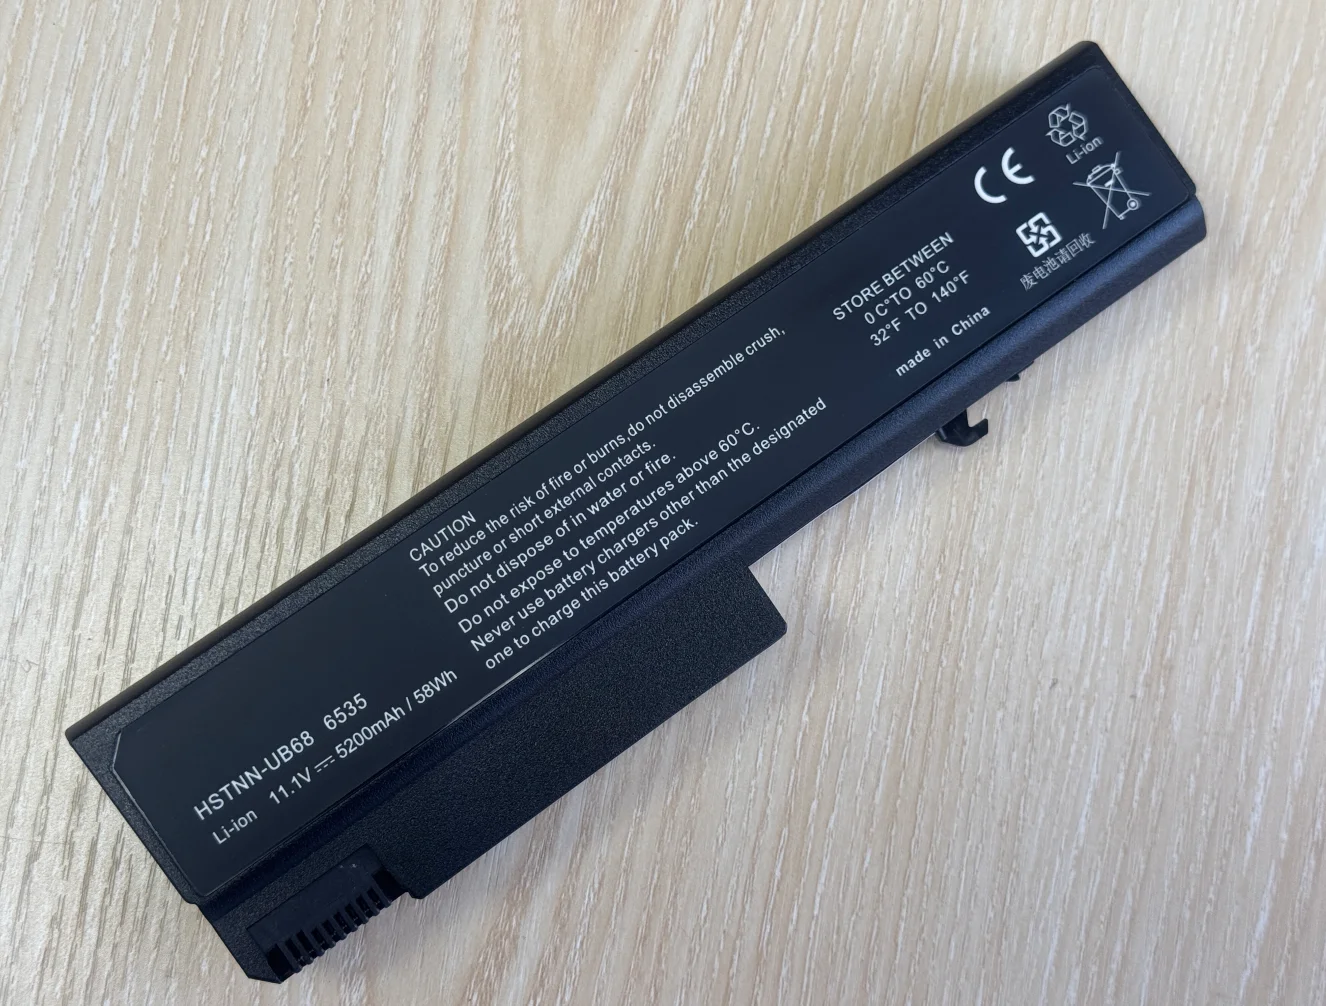 HSTNN-UB68 6535
Li-ion 11.1V ⎓ 5200mAh / 58Wh
CAUTION
To reduce the risk of fire or burns,do not disassemble crush,
puncture or short external contacts.
Do not dispose of in water or fire.
Do not expose to temperatures above 60°C.
Never use battery chargers other than the designated
one to charge this battery pack.
STORE BETWEEN
0 C°TO 60°C
32°F TO 140°F
made in China
CE
Li-ion
废电池请回收